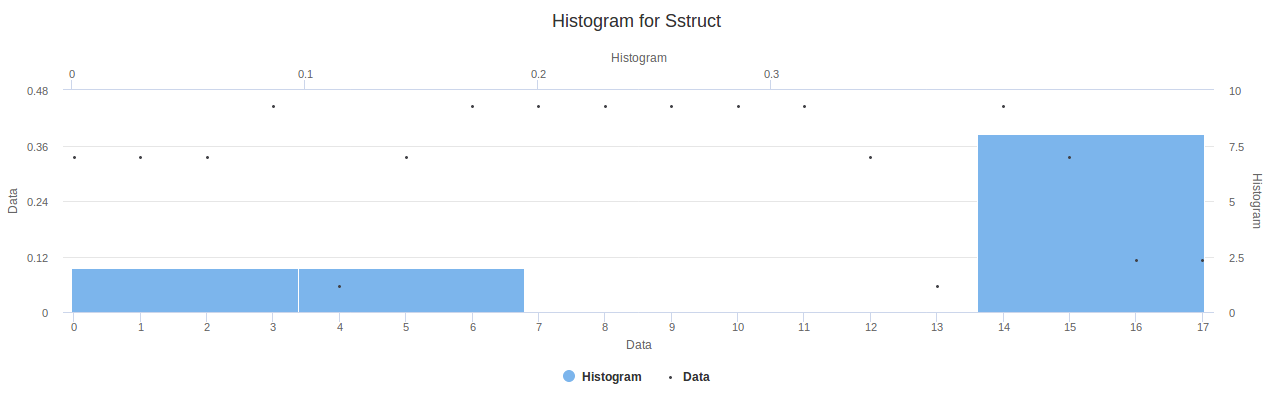 Histogram for Sstruct
Histogram
0 0.1 0.2 0.3
0.48 10
0.36 7.5
0.24 5
0.12 2.5
0 0
Data
Histogram
0 1 2 3 4 5 6 7 8 9 10 11 12 13 14 15 16 17
Data
Histogram Data